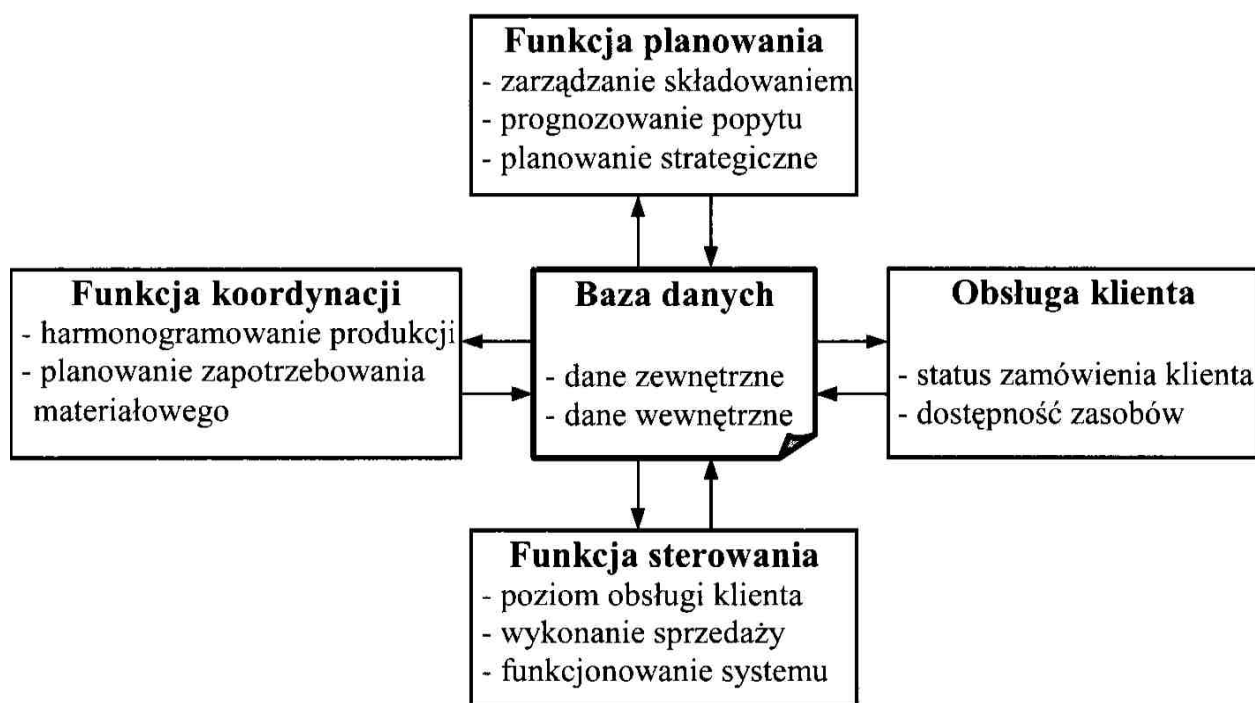 Funkcja planowania
- zarządzanie składowaniem
- prognozowanie popytu
- planowanie strategiczne
Funkcja koordynacji
- harmonogramowanie produkcji
- planowanie zapotrzebowania
materiałowego
Baza danych
- dane zewnętrzne
- dane wewnętrzne
Obsługa klienta
- status zamówienia klienta
- dostępność zasobów
Funkcja sterowania
- poziom obsługi klienta
- wykonanie sprzedaży
- funkcjonowanie systemu